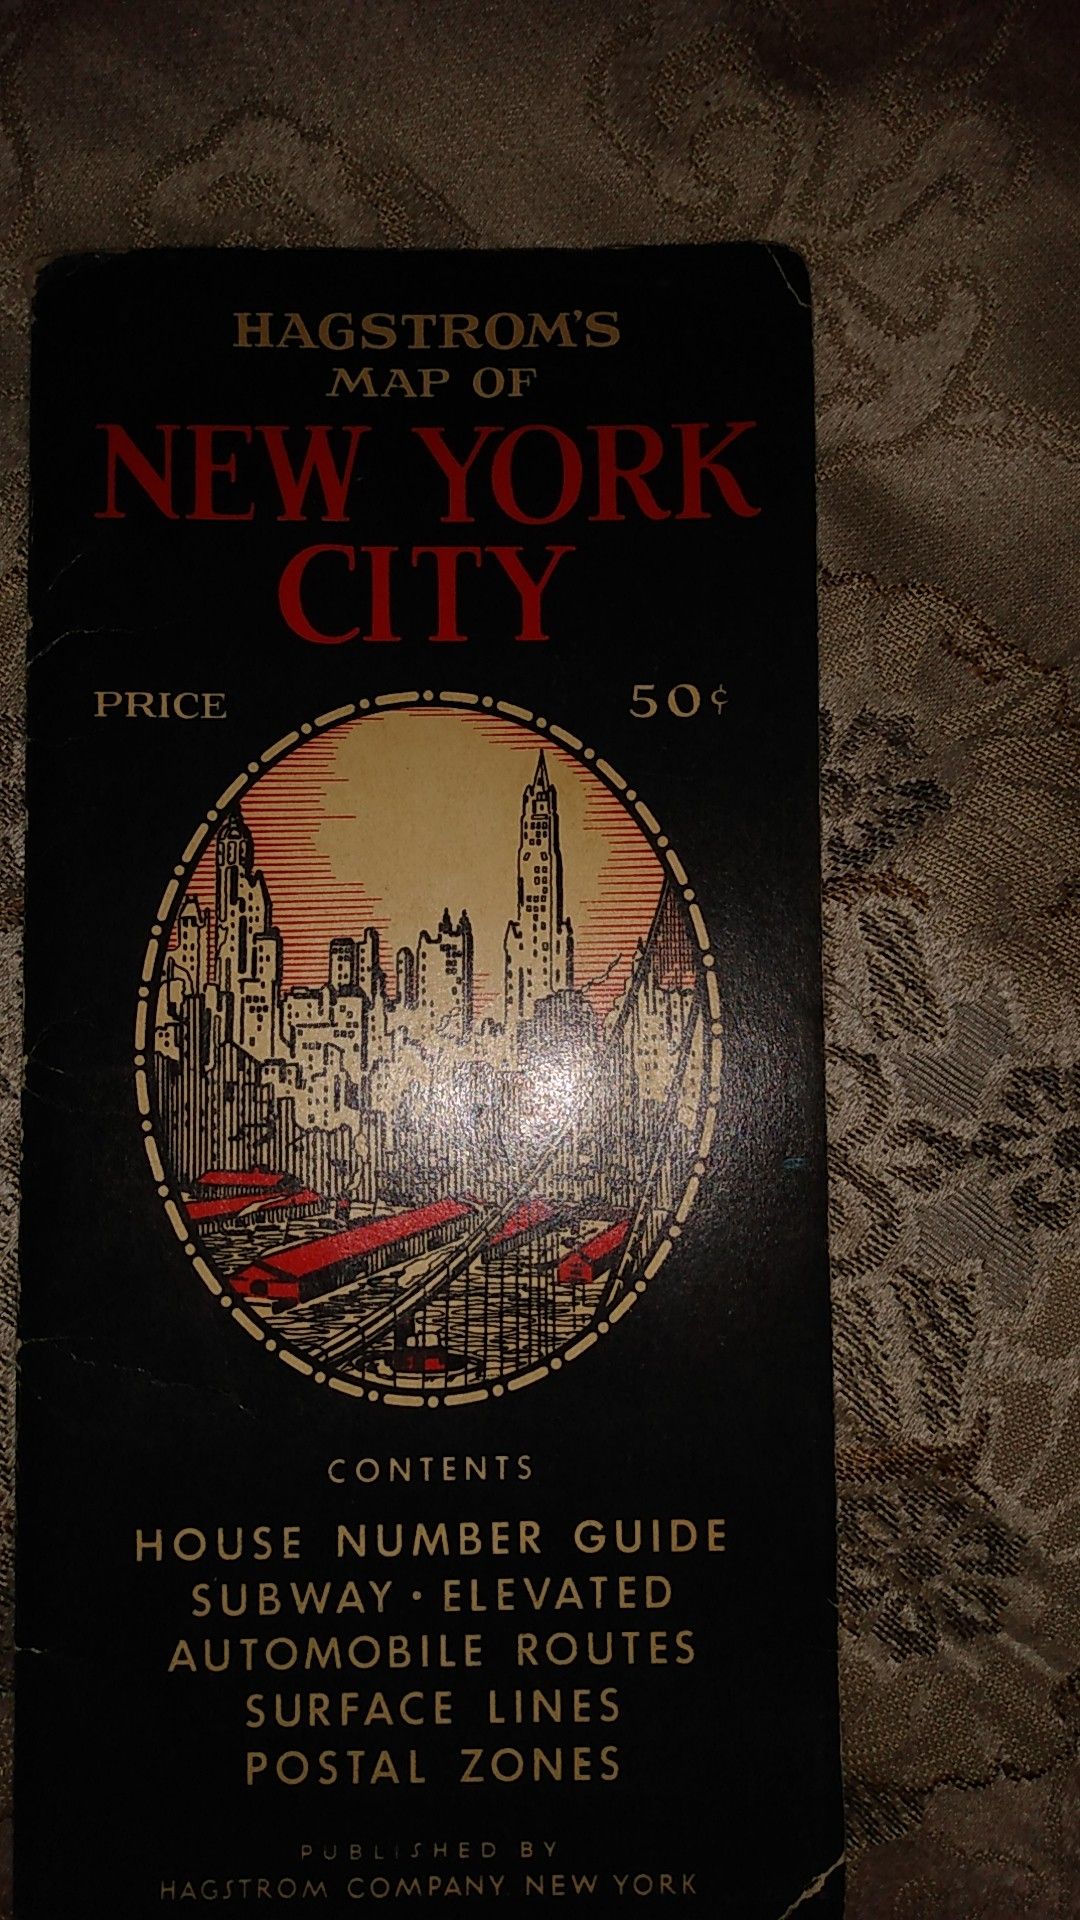 HAGSTROM'S
MAP OF
NEW YORK
CITY
PRICE 50¢
CONTENTS
HOUSE NUMBER GUIDE
SUBWAY · ELEVATED
AUTOMOBILE ROUTES
SURFACE LINES
POSTAL ZONES
PUBLISHED BY
HAGSTROM COMPANY NEW YORK